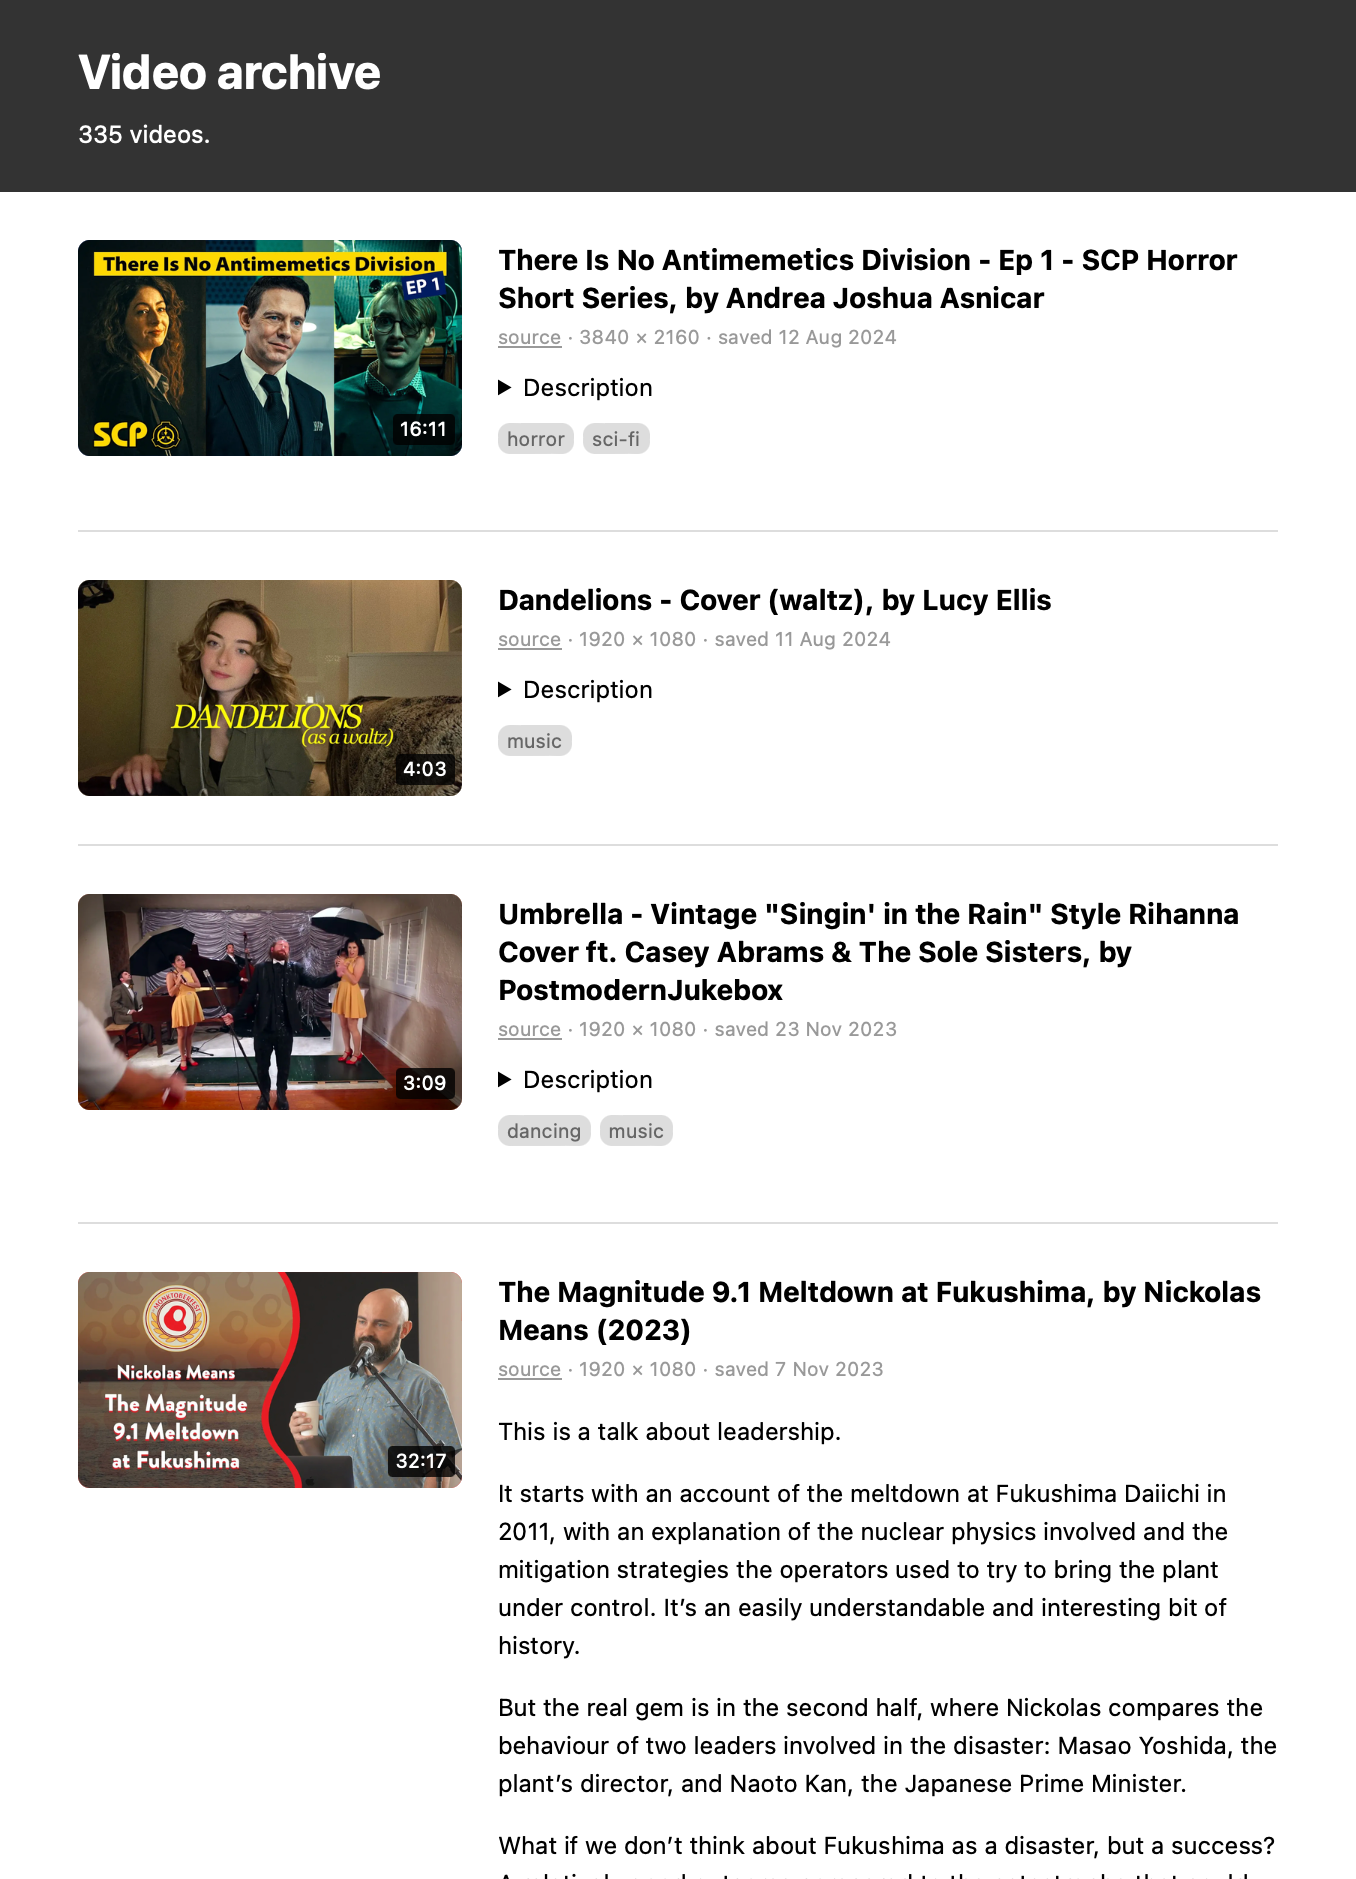 Video archive
335 videos.
There Is No Antimemetics Division
EP 1
SCP
16:11
There Is No Antimemetics Division - Ep 1 - SCP Horror
Short Series, by Andrea Joshua Asnicar
source · 3840 × 2160 · saved 12 Aug 2024
▶ Description
horror sci-fi
DANDELIONS
(as a waltz)
4:03
Dandelions - Cover (waltz), by Lucy Ellis
source · 1920 × 1080 · saved 11 Aug 2024
▶ Description
music
3:09
Umbrella - Vintage "Singin' in the Rain" Style Rihanna
Cover ft. Casey Abrams & The Sole Sisters, by
PostmodernJukebox
source · 1920 × 1080 · saved 23 Nov 2023
▶ Description
dancing music
MONKTOBERFEST
Nickolas Means
The Magnitude
9.1 Meltdown
at Fukushima
32:17
The Magnitude 9.1 Meltdown at Fukushima, by Nickolas
Means (2023)
source · 1920 × 1080 · saved 7 Nov 2023
This is a talk about leadership.
It starts with an account of the meltdown at Fukushima Daiichi in
2011, with an explanation of the nuclear physics involved and the
mitigation strategies the operators used to try to bring the plant
under control. It’s an easily understandable and interesting bit of
history.
But the real gem is in the second half, where Nickolas compares the
behaviour of two leaders involved in the disaster: Masao Yoshida, the
plant’s director, and Naoto Kan, the Japanese Prime Minister.
What if we don’t think about Fukushima as a disaster, but a success?